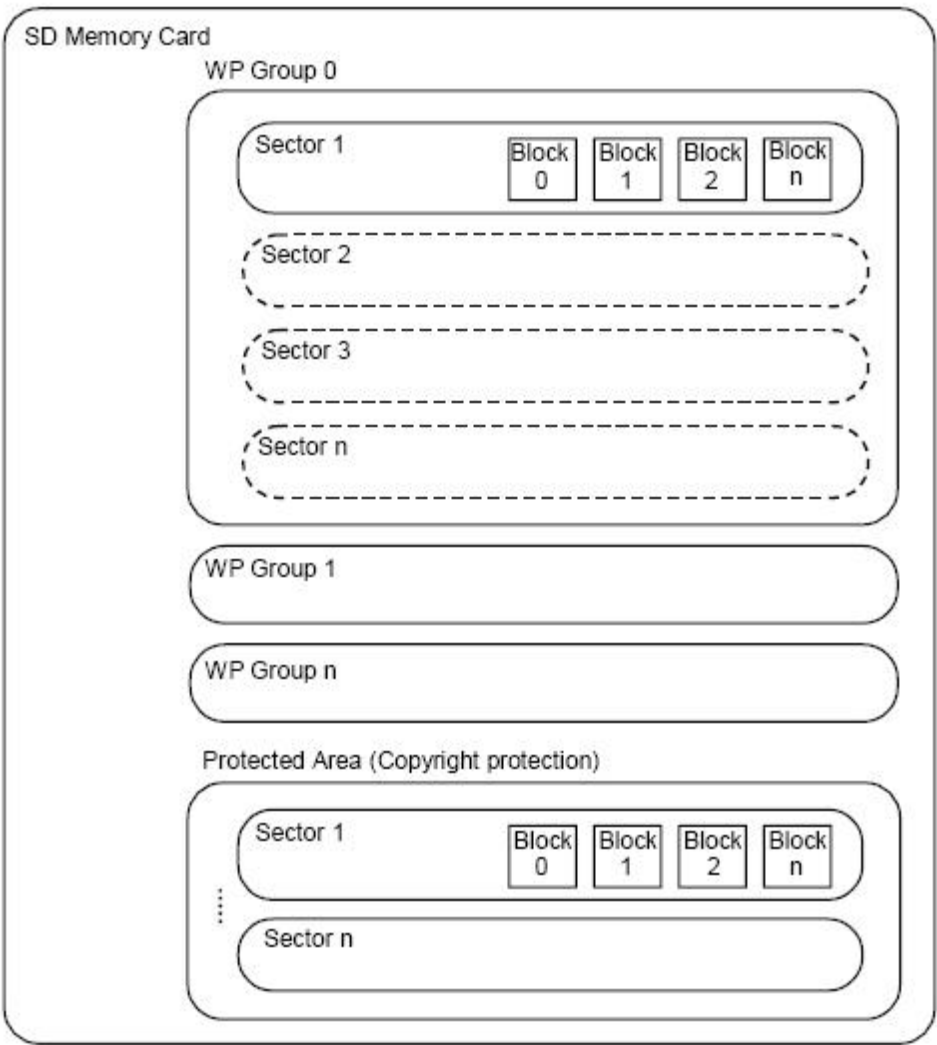 SD Memory Card
WP Group 0
Sector 1
Block 0
Block 1
Block 2
Block n
Sector 2
Sector 3
Sector n
WP Group 1
WP Group n
Protected Area (Copyright protection)
Sector 1
Block 0
Block 1
Block 2
Block n
Sector n